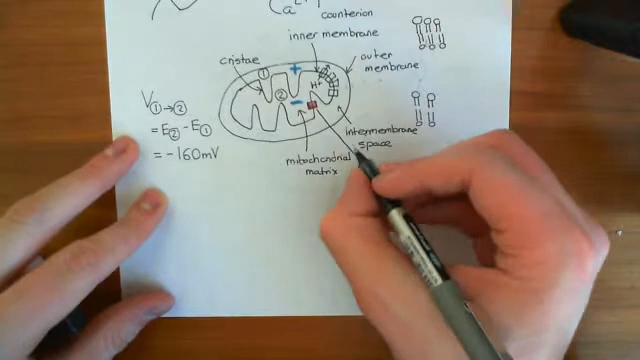 Ca²⁺
counterion
inner membrane
cristae
outer
membrane
①
+
H⁺
②
−
V①→②
= E② - E①
= -160mV
intermembrane
space
mitochondrial
matrix